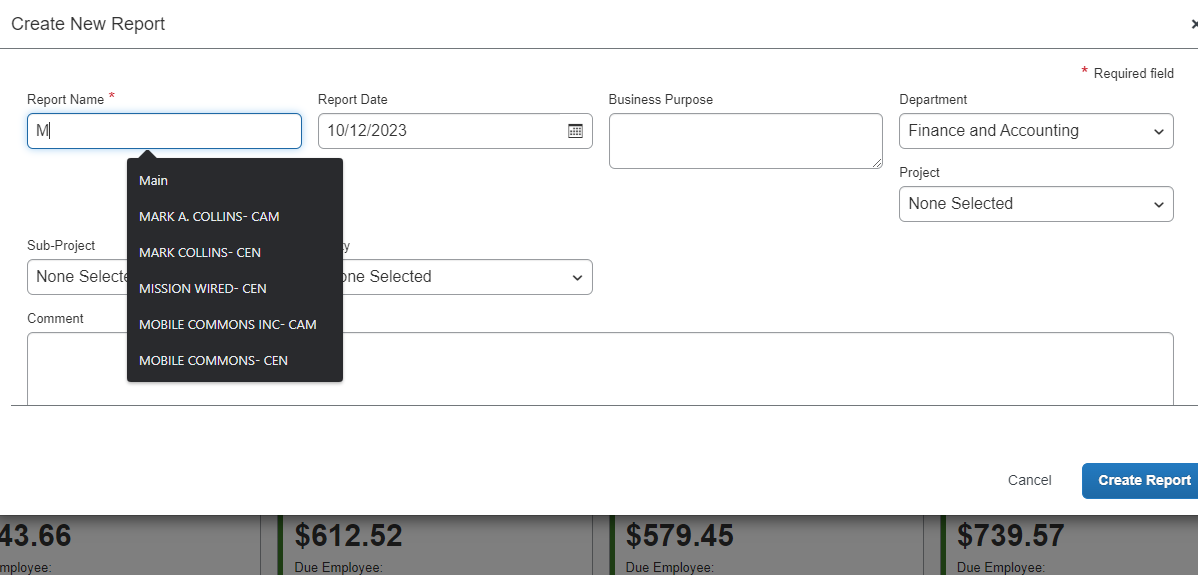 Create New Report
×
* Required field
Report Name *
Report Date
Business Purpose
Department
M
10/12/2023
Finance and Accounting
Project
None Selected
Main
MARK A. COLLINS- CAM
MARK COLLINS- CEN
MISSION WIRED- CEN
MOBILE COMMONS INC- CAM
MOBILE COMMONS- CEN
Sub-Project
None Selecte
Selected
Comment
Cancel
Create Report
43.66
$612.52
$579.45
$739.57
mployee:
Due Employee:
Due Employee:
Due Employee: